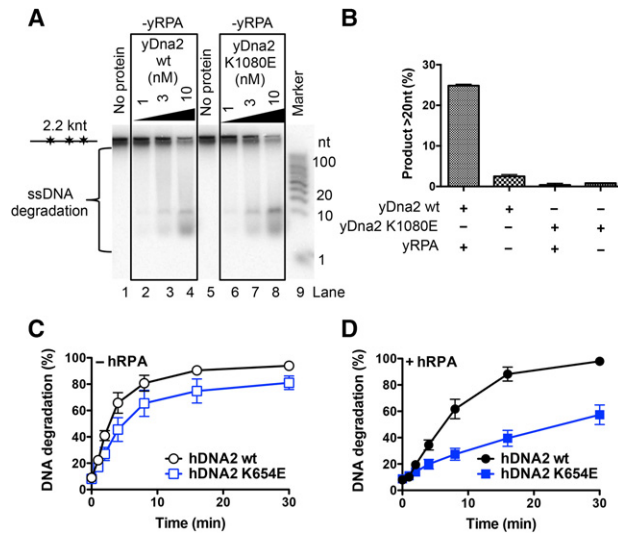 A
-yRPA
-yRPA
No protein
yDna2
wt
(nM)
1 3 10
No protein
yDna2
K1080E
(nM)
1 3 10
Marker
2.2 knt
nt
ssDNA
degradation
100
20
10
1
1 2 3 4 5 6 7 8 9 Lane
B
Product >20nt (%)
30
20
10
0
yDna2 wt + + – –
yDna2 K1080E – – + +
yRPA + – + –
C
DNA degradation (%)
100
80
60
40
20
0
– hRPA
hDNA2 wt
hDNA2 K654E
0 10 20 30
Time (min)
D
DNA degradation (%)
100
80
60
40
20
0
+ hRPA
hDNA2 wt
hDNA2 K654E
0 10 20 30
Time (min)